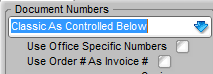 Document Numbers
Classic As Controlled Below
Use Office Specific Numbers
Use Order # As Invoice #